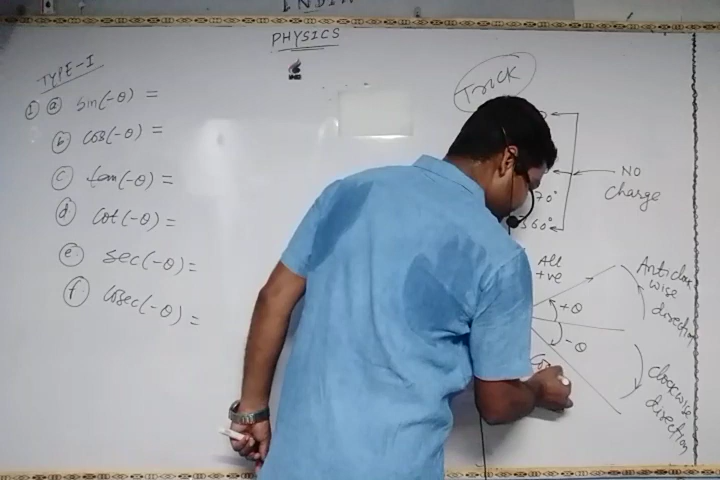 INDIA
PHYSICS
TYPE-I
① ⓐ sin(-θ) =
ⓑ cos(-θ) =
ⓒ tan(-θ) =
ⓓ cot(-θ) =
ⓔ sec(-θ) =
ⓕ cosec(-θ) =
Trick
NO
Charge
70°
360°
All
+ve
+θ
-θ
Anticlock
wise
direction
clockwise
direction